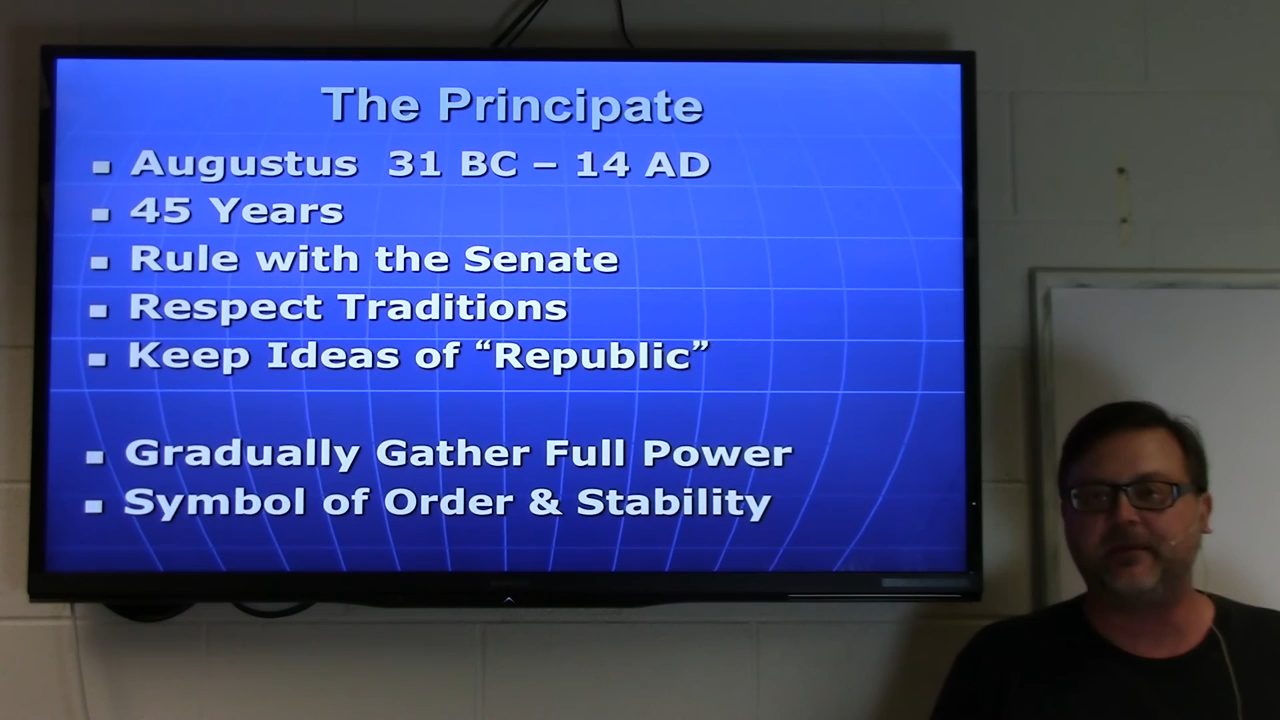 The Principate
Augustus 31 BC – 14 AD
45 Years
Rule with the Senate
Respect Traditions
Keep Ideas of “Republic”
Gradually Gather Full Power
Symbol of Order & Stability